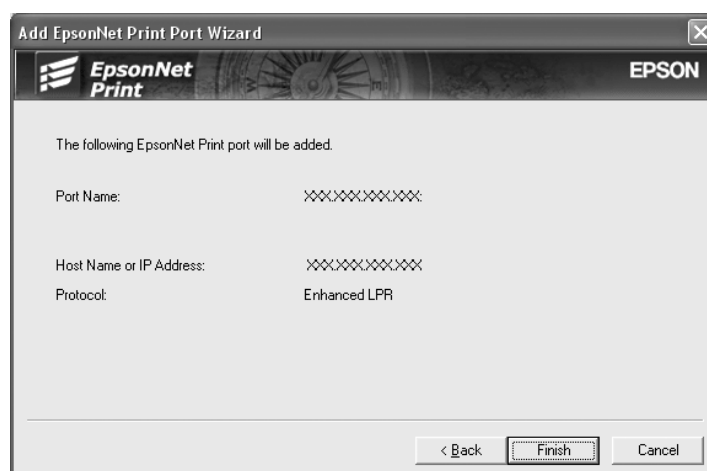 Add EpsonNet Print Port Wizard
EpsonNet
Print
EPSON
The following EpsonNet Print port will be added.
Port Name: XXX.XXX.XXX.XXX:
Host Name or IP Address: XXX.XXX.XXX.XXX
Protocol: Enhanced LPR
< Back Finish Cancel